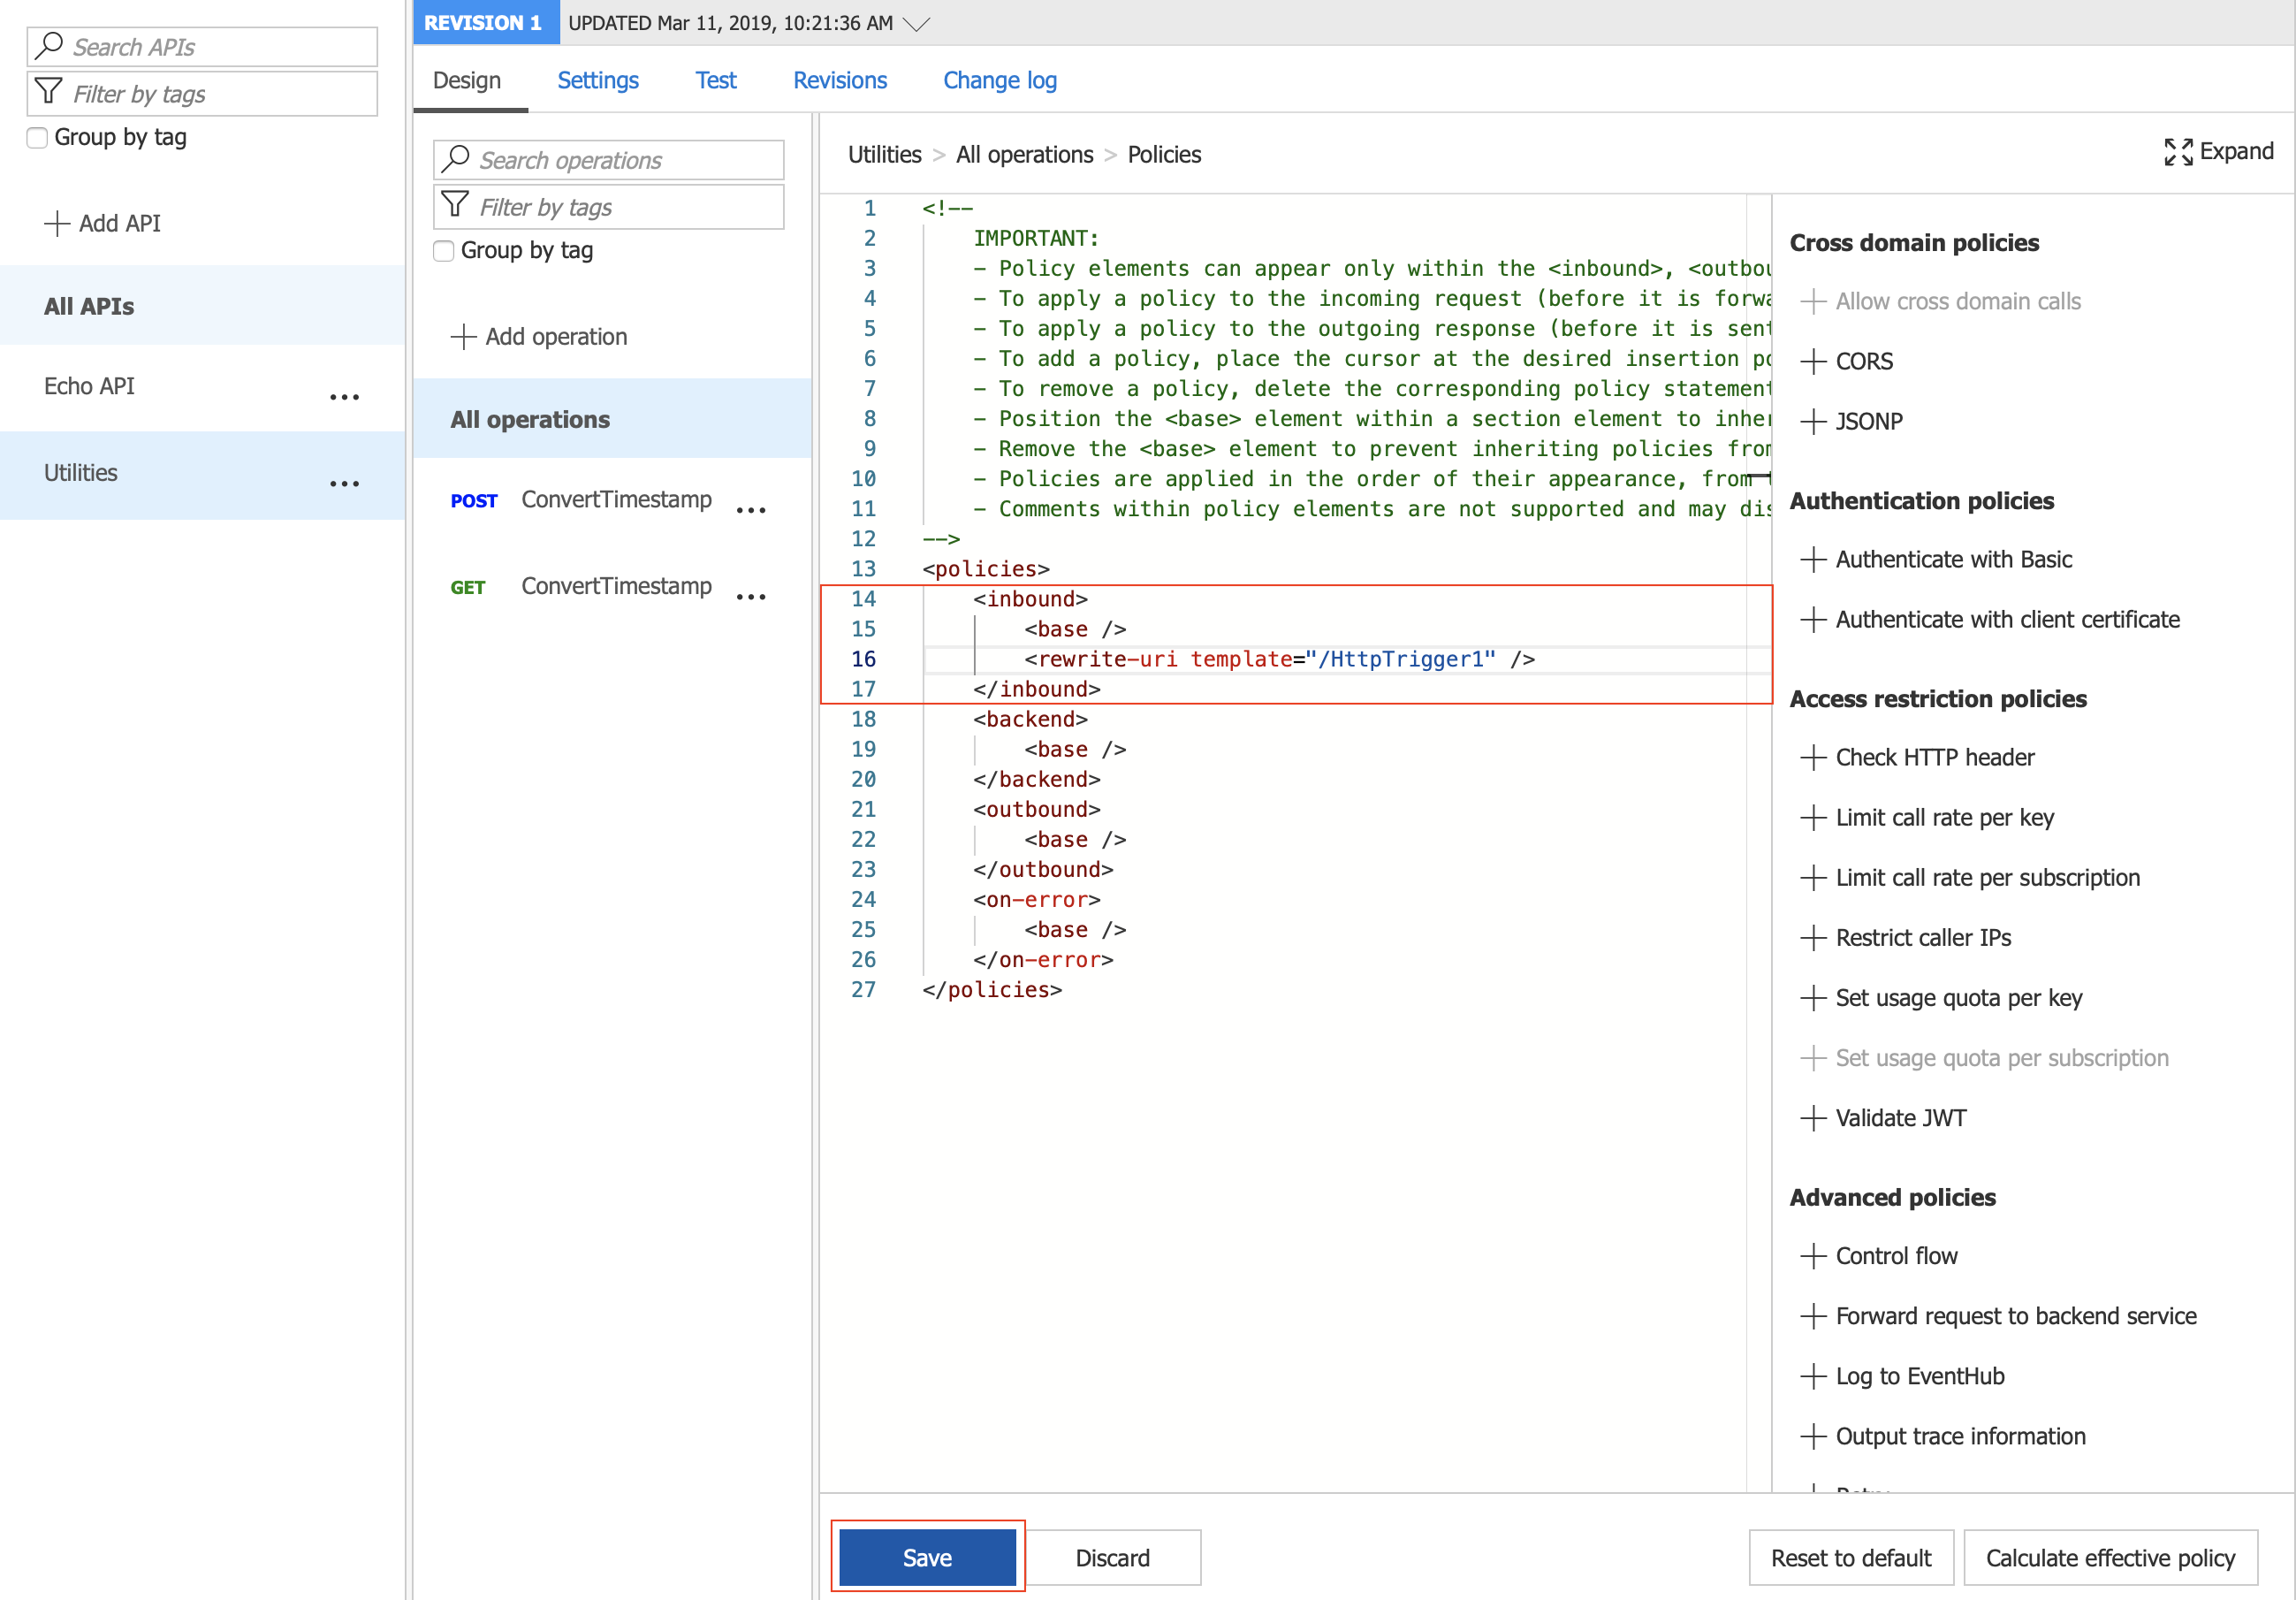 Search APIs
Filter by tags
Group by tag
Add API
All APIs
Echo API
...
Utilities
...
REVISION 1
UPDATED Mar 11, 2019, 10:21:36 AM
Design
Settings
Test
Revisions
Change log
Search operations
Filter by tags
Group by tag
Add operation
All operations
POST ConvertTimestamp ...
GET ConvertTimestamp ...
Utilities > All operations > Policies
Expand
1 <!--
2 IMPORTANT:
3 - Policy elements can appear only within the <inbound>, <outbou
4 - To apply a policy to the incoming request (before it is forwa
5 - To apply a policy to the outgoing response (before it is sent
6 - To add a policy, place the cursor at the desired insertion po
7 - To remove a policy, delete the corresponding policy statement
8 - Position the <base> element within a section element to inher
9 - Remove the <base> element to prevent inheriting policies from
10 - Policies are applied in the order of their appearance, from t
11 - Comments within policy elements are not supported and may dis
12 -->
13 <policies>
14 <inbound>
15 <base />
16 <rewrite-uri template="/HttpTrigger1" />
17 </inbound>
18 <backend>
19 <base />
20 </backend>
21 <outbound>
22 <base />
23 </outbound>
24 <on-error>
25 <base />
26 </on-error>
27 </policies>
Cross domain policies
Allow cross domain calls
CORS
JSONP
Authentication policies
Authenticate with Basic
Authenticate with client certificate
Access restriction policies
Check HTTP header
Limit call rate per key
Limit call rate per subscription
Restrict caller IPs
Set usage quota per key
Set usage quota per subscription
Validate JWT
Advanced policies
Control flow
Forward request to backend service
Log to EventHub
Output trace information
Save
Discard
Reset to default
Calculate effective policy